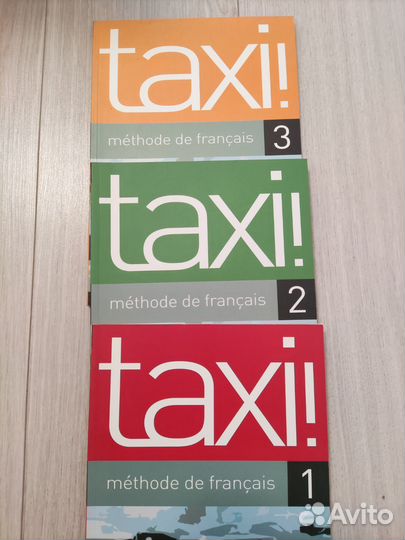 taxi!
méthode de français 3
taxi!
méthode de français 2
taxi!
méthode de français 1
Avito